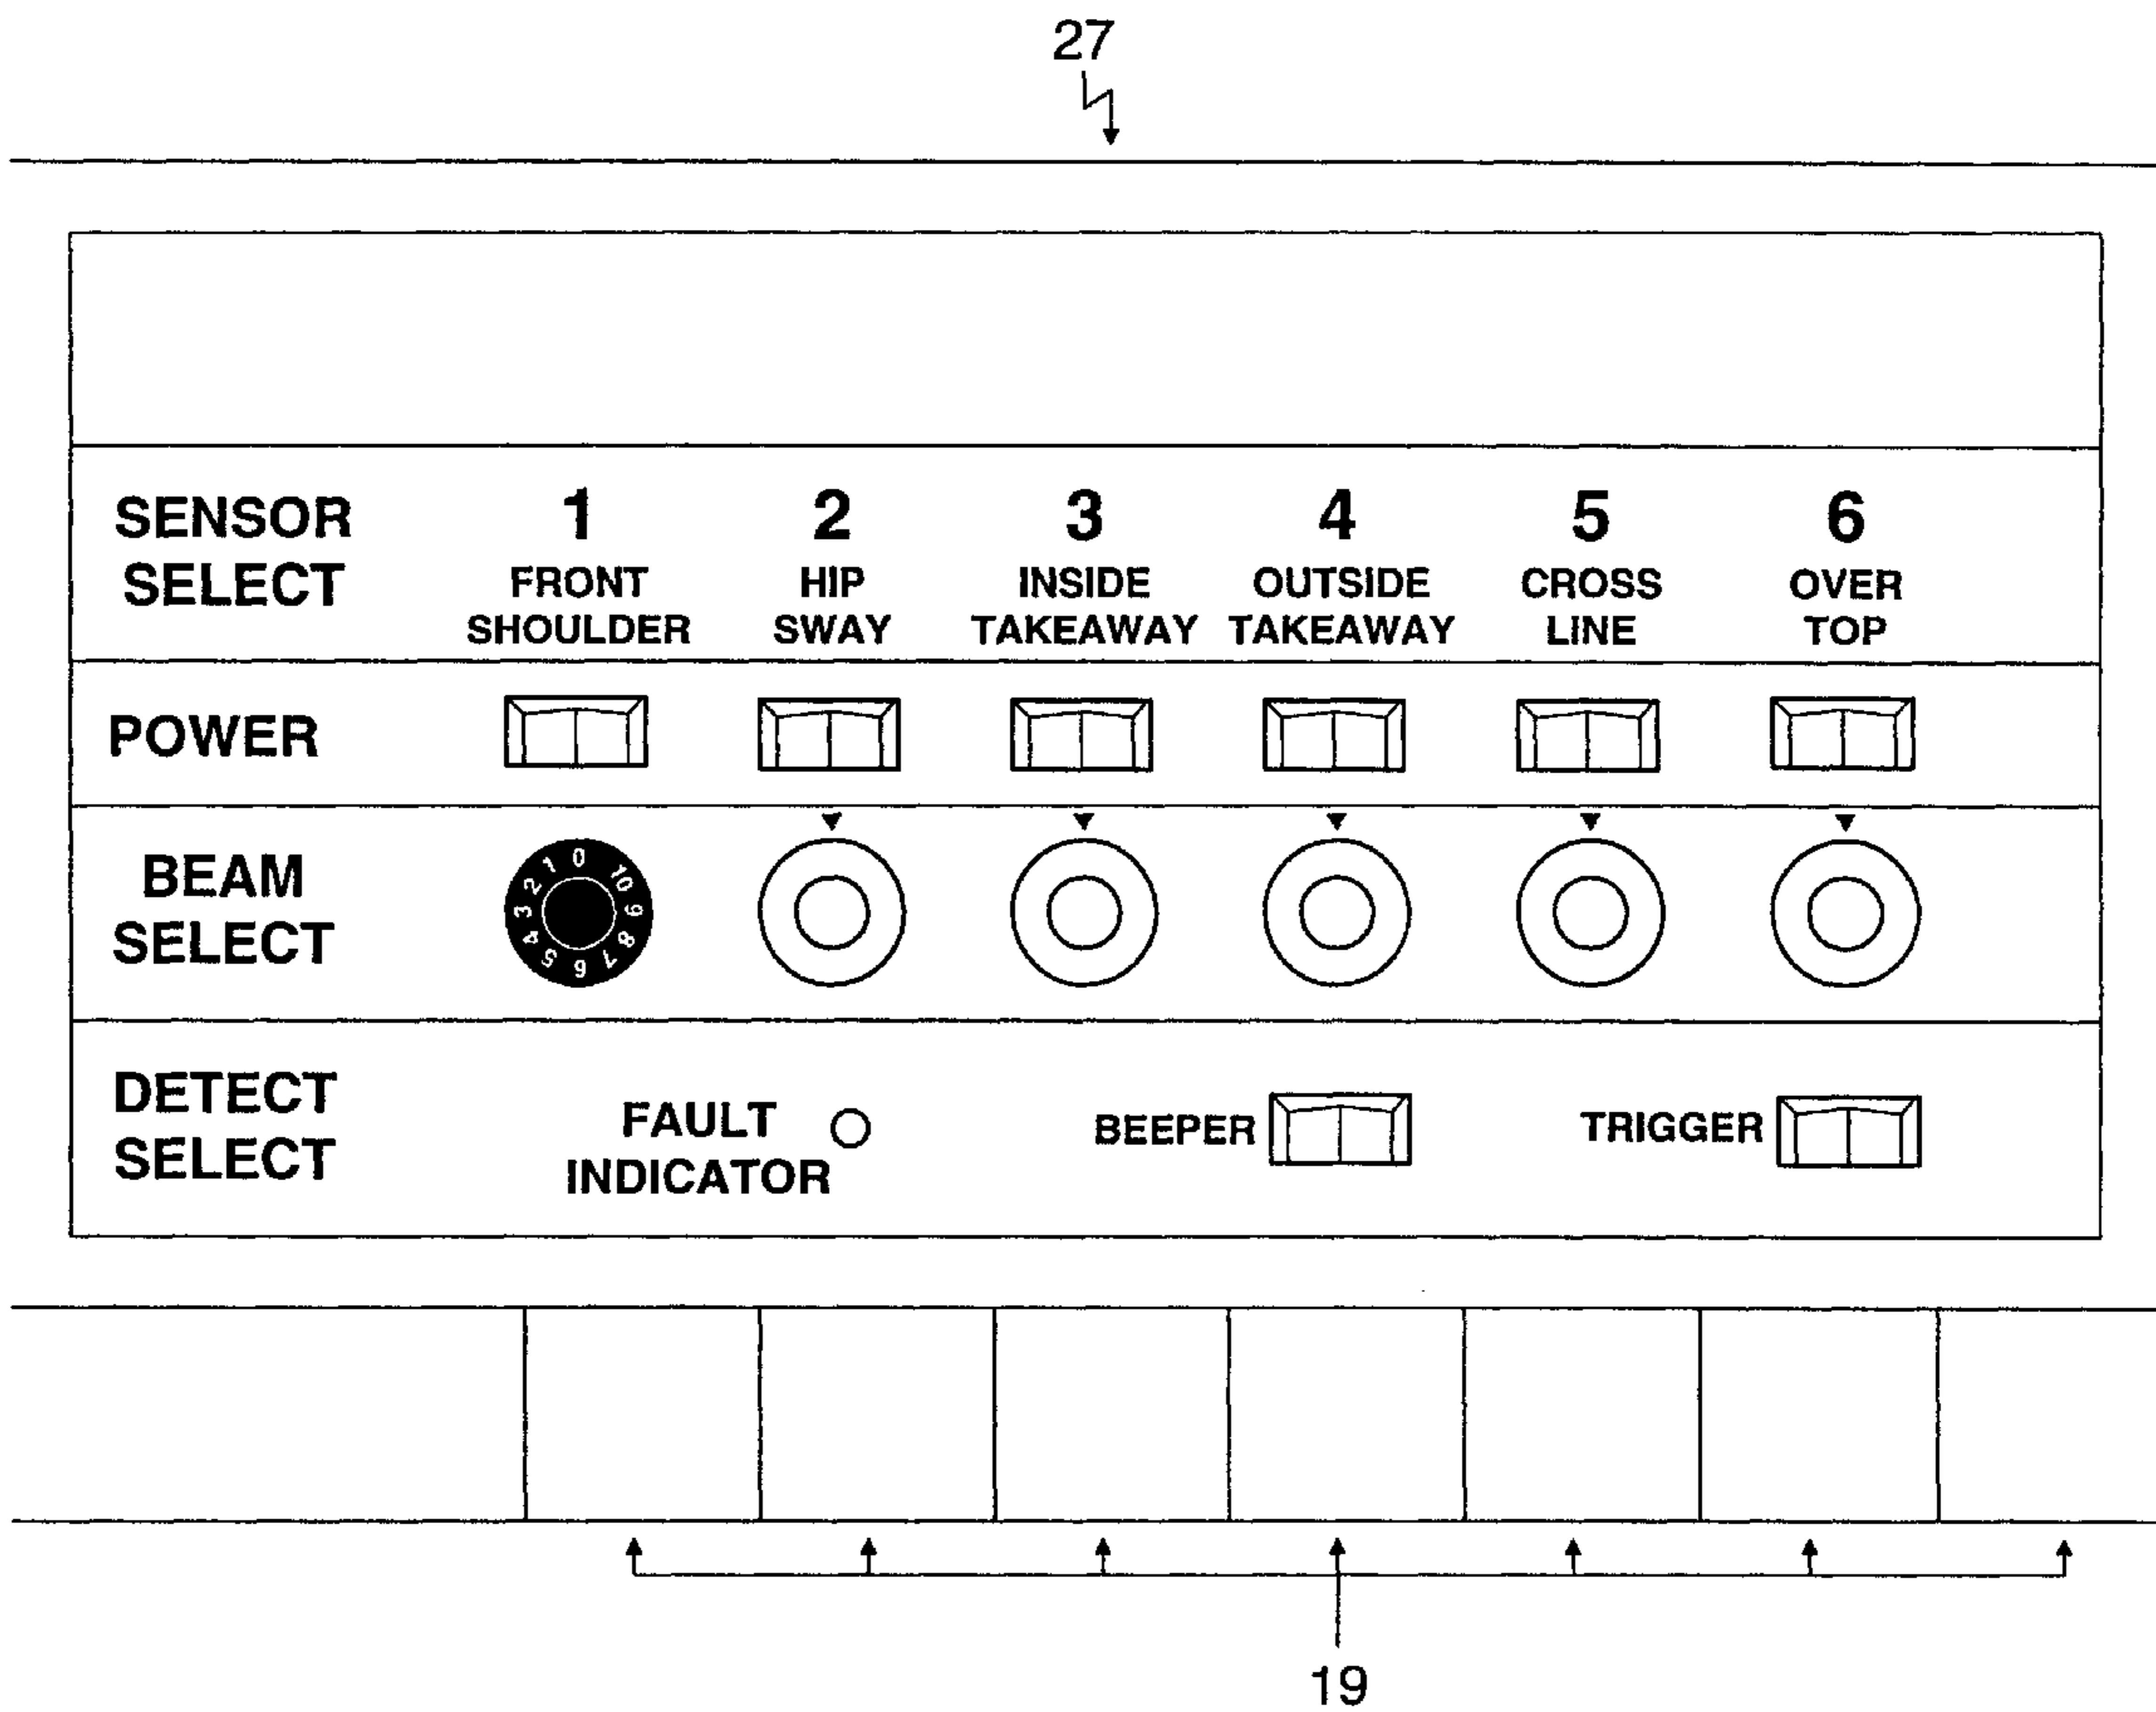 27
SENSOR SELECT
1 2 3 4 5 6
FRONT SHOULDER
HIP SWAY
INSIDE TAKEAWAY
OUTSIDE TAKEAWAY
CROSS LINE
OVER TOP
POWER
BEAM SELECT
0 1 2 3 4 5 6 7 8 9 10
DETECT SELECT
FAULT INDICATOR
BEEPER
TRIGGER
19